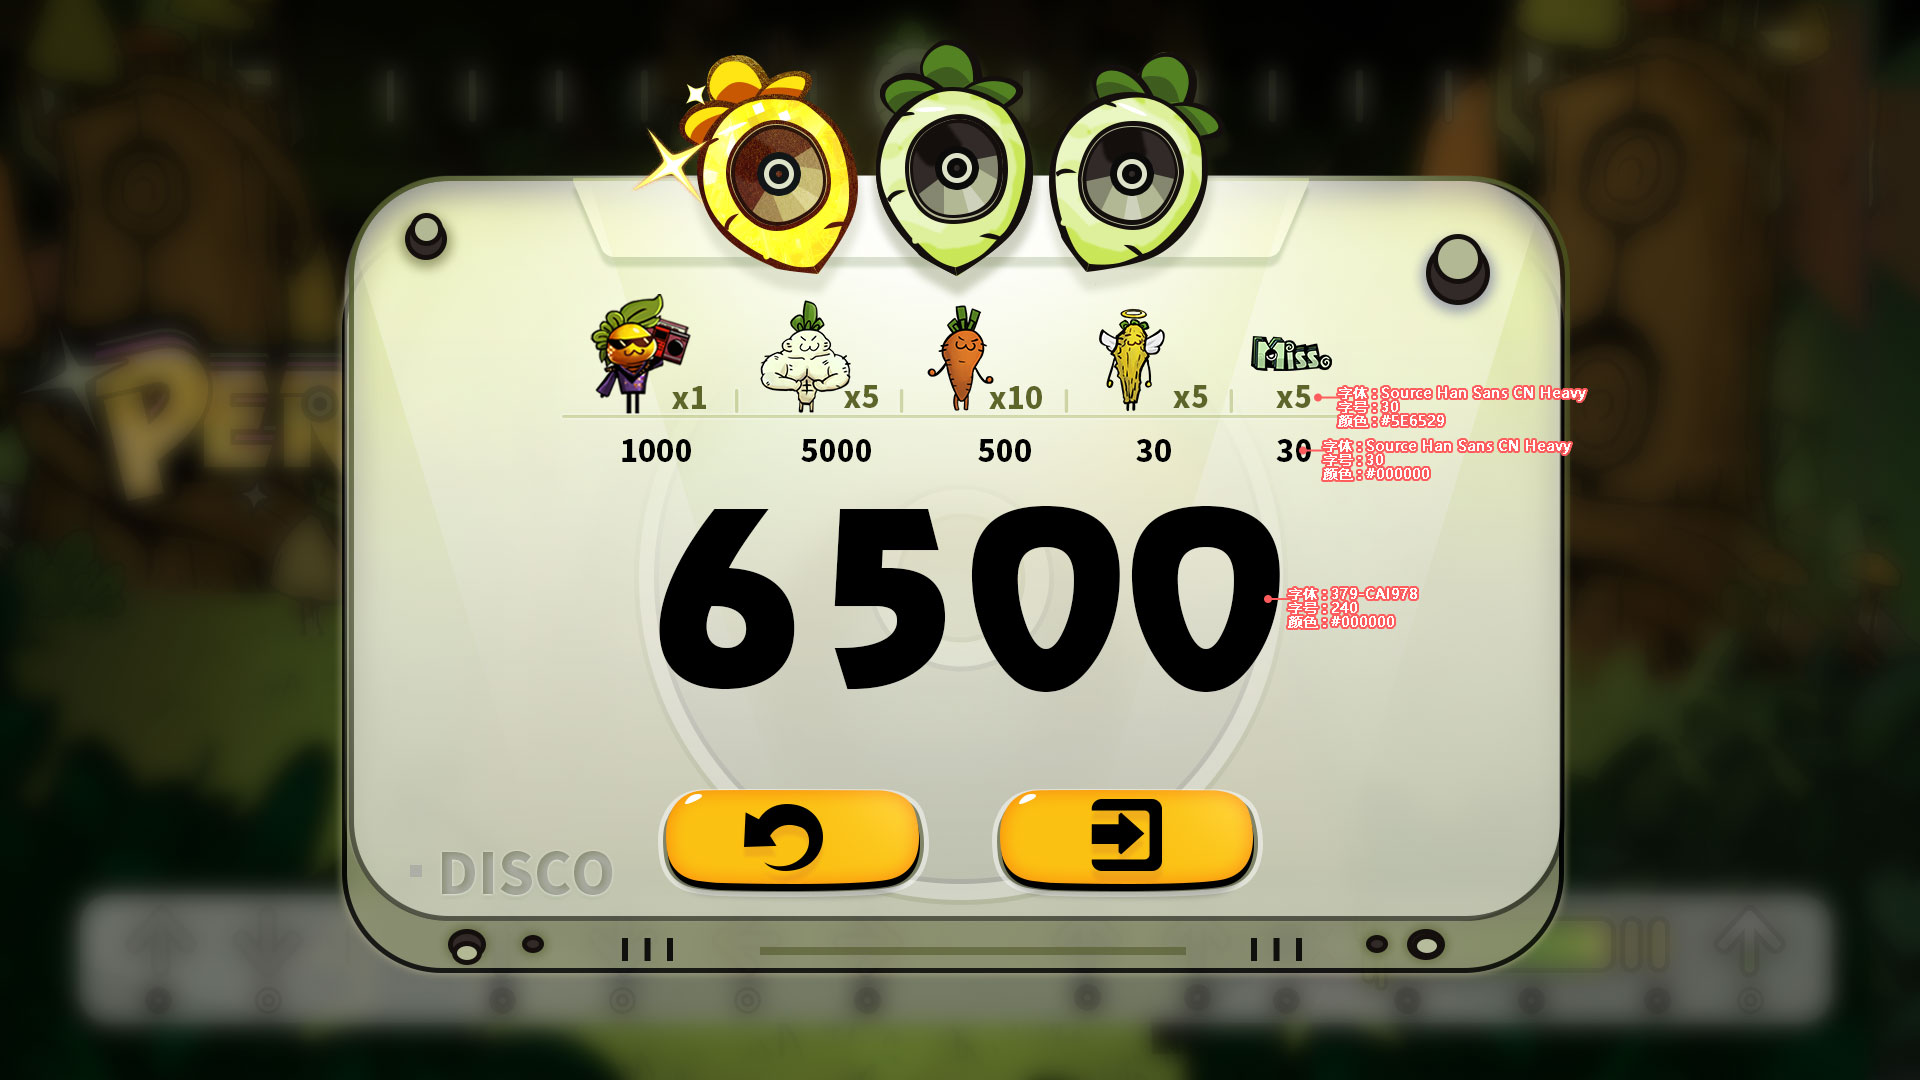 PER
Miss
x1
x5
x10
x5
x5
字体 : Source Han Sans CN Heavy
字号 : 30
颜色 : #5E6529
1000
5000
500
30
30
字体 : Source Han Sans CN Heavy
字号 : 30
颜色 : #000000
6500
字体 : 379-CAI978
字号 : 240
颜色 : #000000
DISCO